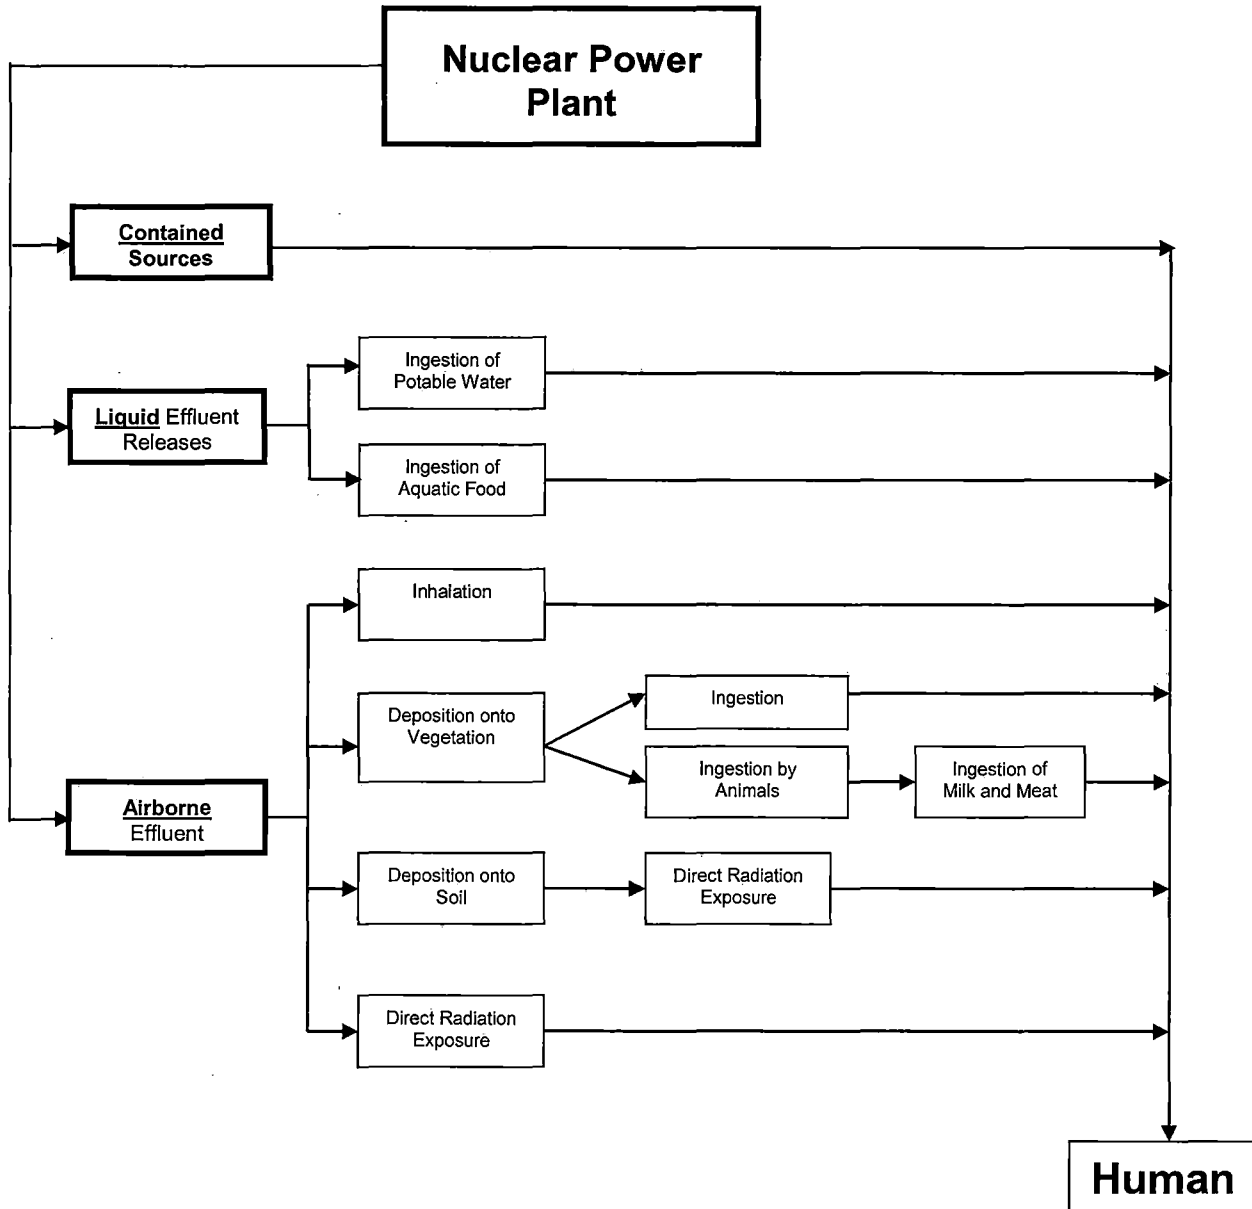 Nuclear Power
Plant
Contained
Sources
Ingestion of
Potable Water
Liquid Effluent
Releases
Ingestion of
Aquatic Food
Inhalation
Deposition onto
Vegetation
Ingestion
Ingestion by
Animals
Ingestion of
Milk and Meat
Airborne
Effluent
Deposition onto
Soil
Direct Radiation
Exposure
Direct Radiation
Exposure
Human